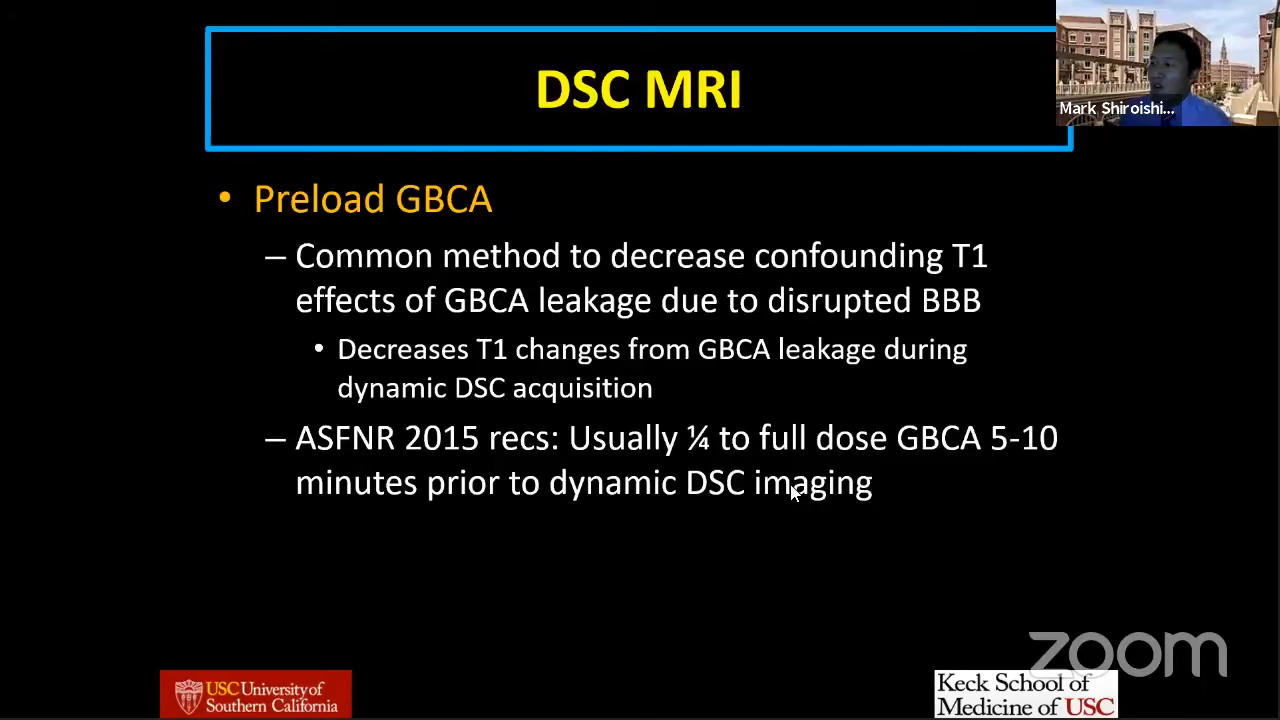 DSC MRI
Mark Shiroishi...
• Preload GBCA
– Common method to decrease confounding T1
effects of GBCA leakage due to disrupted BBB
• Decreases T1 changes from GBCA leakage during
dynamic DSC acquisition
– ASFNR 2015 recs: Usually ¼ to full dose GBCA 5-10
minutes prior to dynamic DSC imaging
zoom
USC University of
Southern California
Keck School of
Medicine of USC